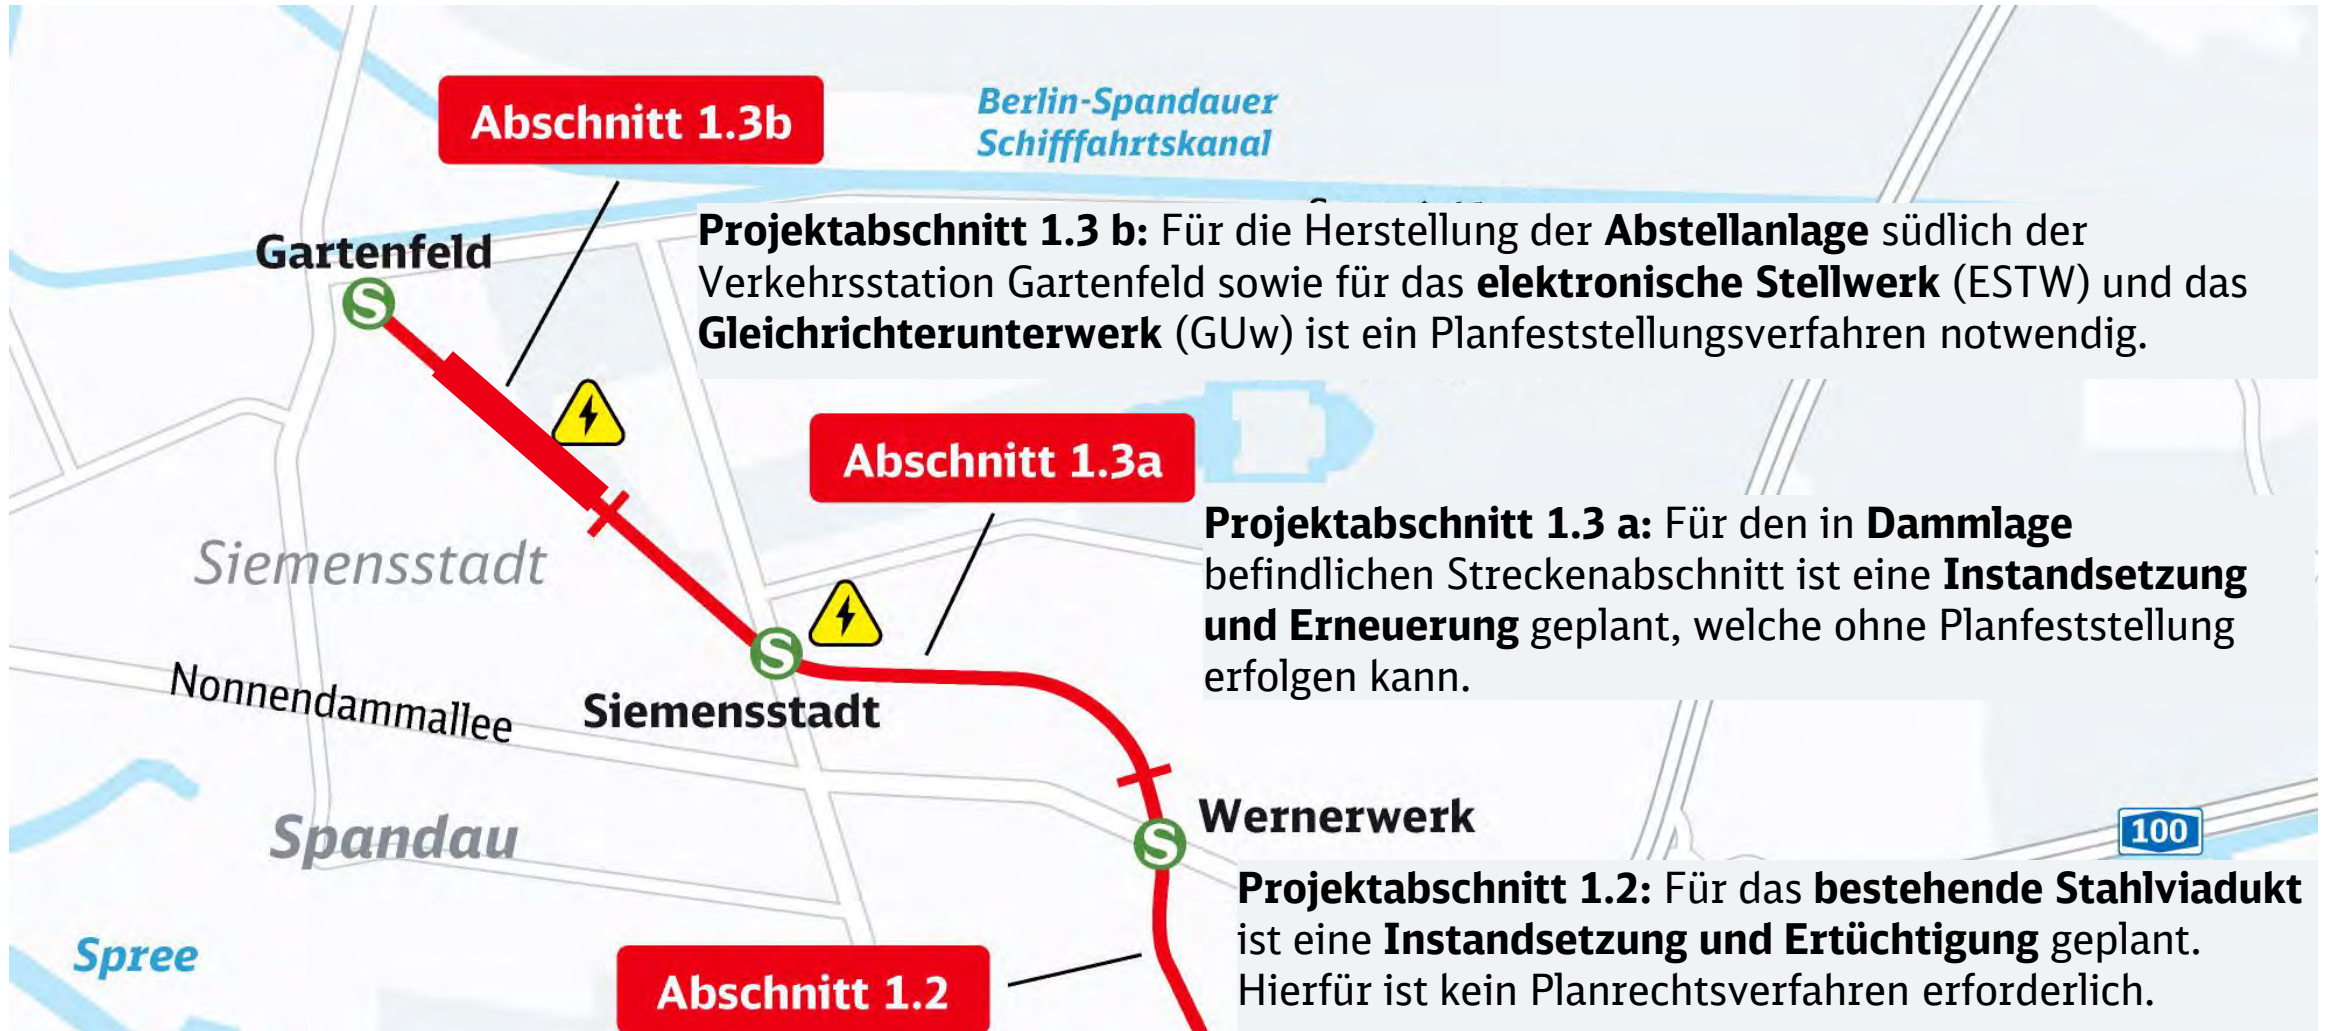 Abschnitt 1.3b
Berlin-Spandauer
Schifffahrtskanal
Projektabschnitt 1.3 b: Für die Herstellung der Abstellanlage südlich der
Verkehrsstation Gartenfeld sowie für das elektronische Stellwerk (ESTW) und das
Gleichrichterunterwerk (GUw) ist ein Planfeststellungsverfahren notwendig.
Gartenfeld
S
Abschnitt 1.3a
Projektabschnitt 1.3 a: Für den in Dammlage
befindlichen Streckenabschnitt ist eine Instandsetzung
und Erneuerung geplant, welche ohne Planfeststellung
erfolgen kann.
Siemensstadt
S
Siemensstadt
Nonnendammallee
Wernerwerk
S
100
Spandau
Projektabschnitt 1.2: Für das bestehende Stahlviadukt
ist eine Instandsetzung und Ertüchtigung geplant.
Hierfür ist kein Planrechtsverfahren erforderlich.
Spree
Abschnitt 1.2